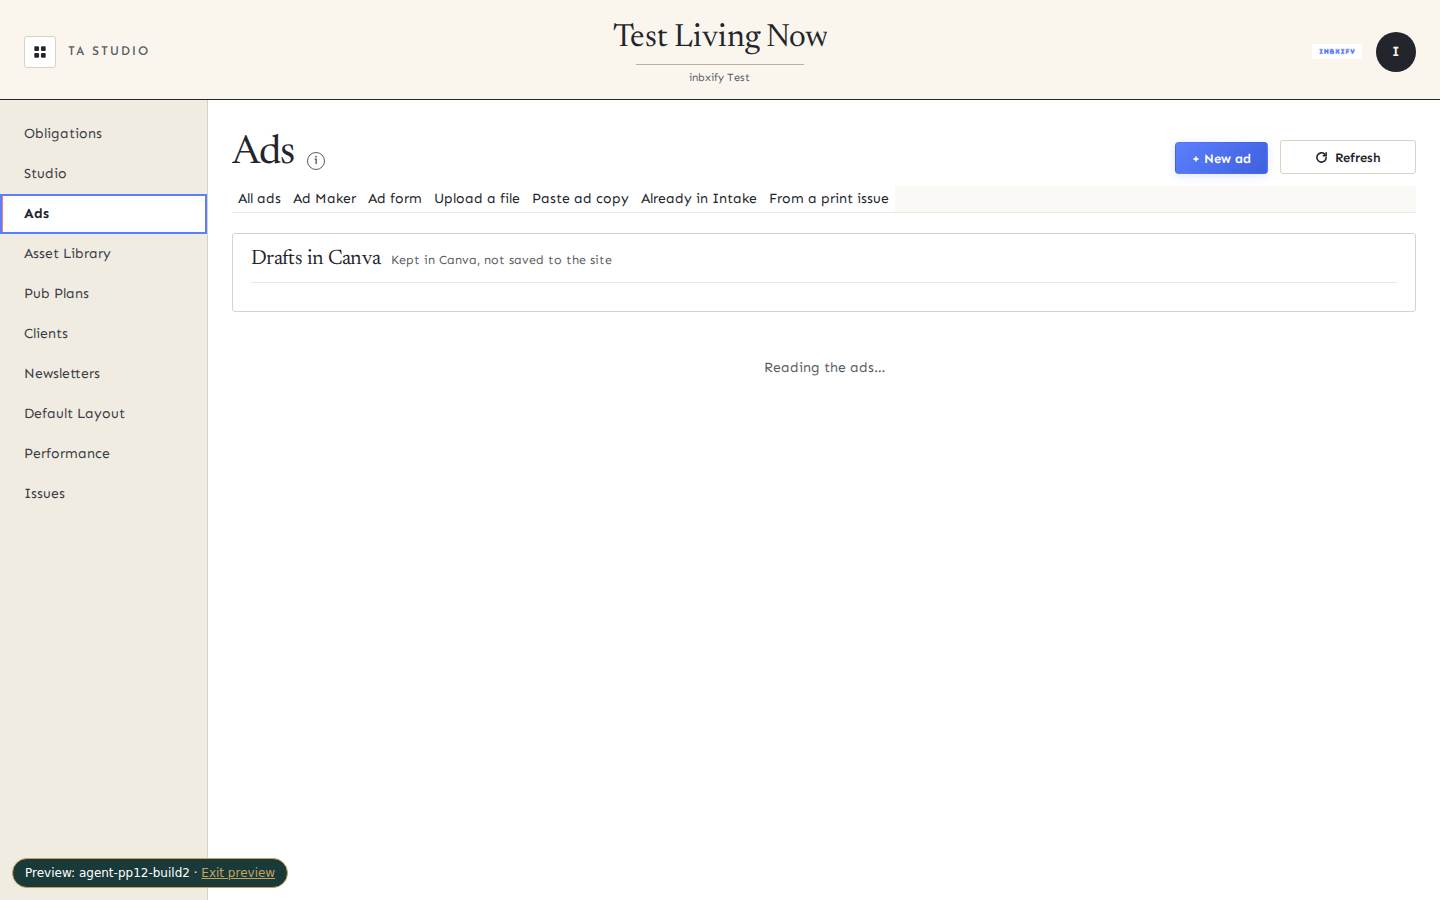 TA STUDIO
Test Living Now
inbxify Test
INBXIFY
I
Obligations
Studio
Ads
Asset Library
Pub Plans
Clients
Newsletters
Default Layout
Performance
Issues
Ads
i
+ New ad
Refresh
All ads Ad Maker Ad form Upload a file Paste ad copy Already in Intake From a print issue
Drafts in Canva Kept in Canva, not saved to the site
Reading the ads...
Preview: agent-pp12-build2 · Exit preview